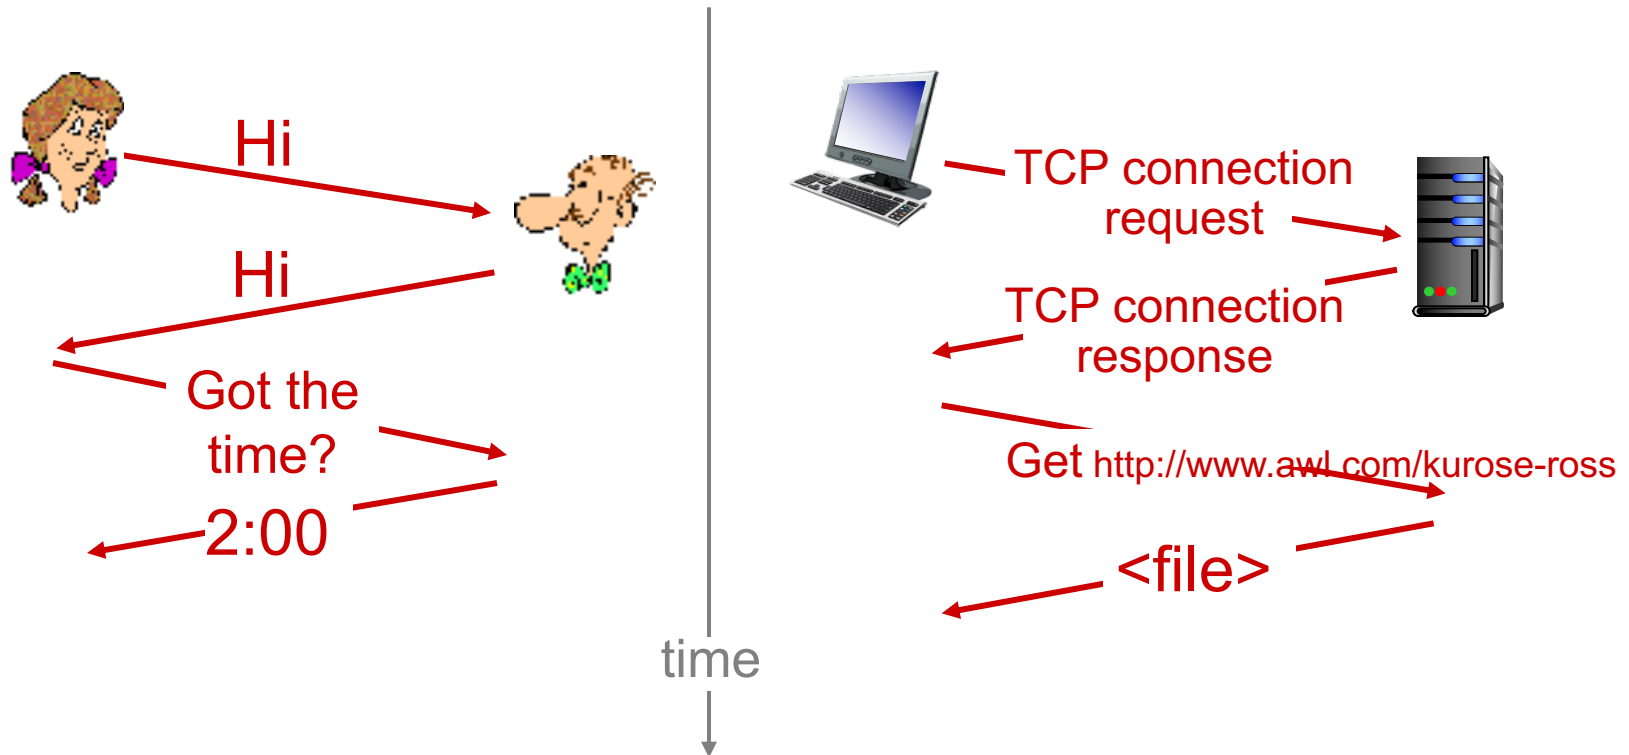 Hi
Hi
Got the
time?
2:00
TCP connection
request
TCP connection
response
Get http://www.awl.com/kurose-ross
<file>
time